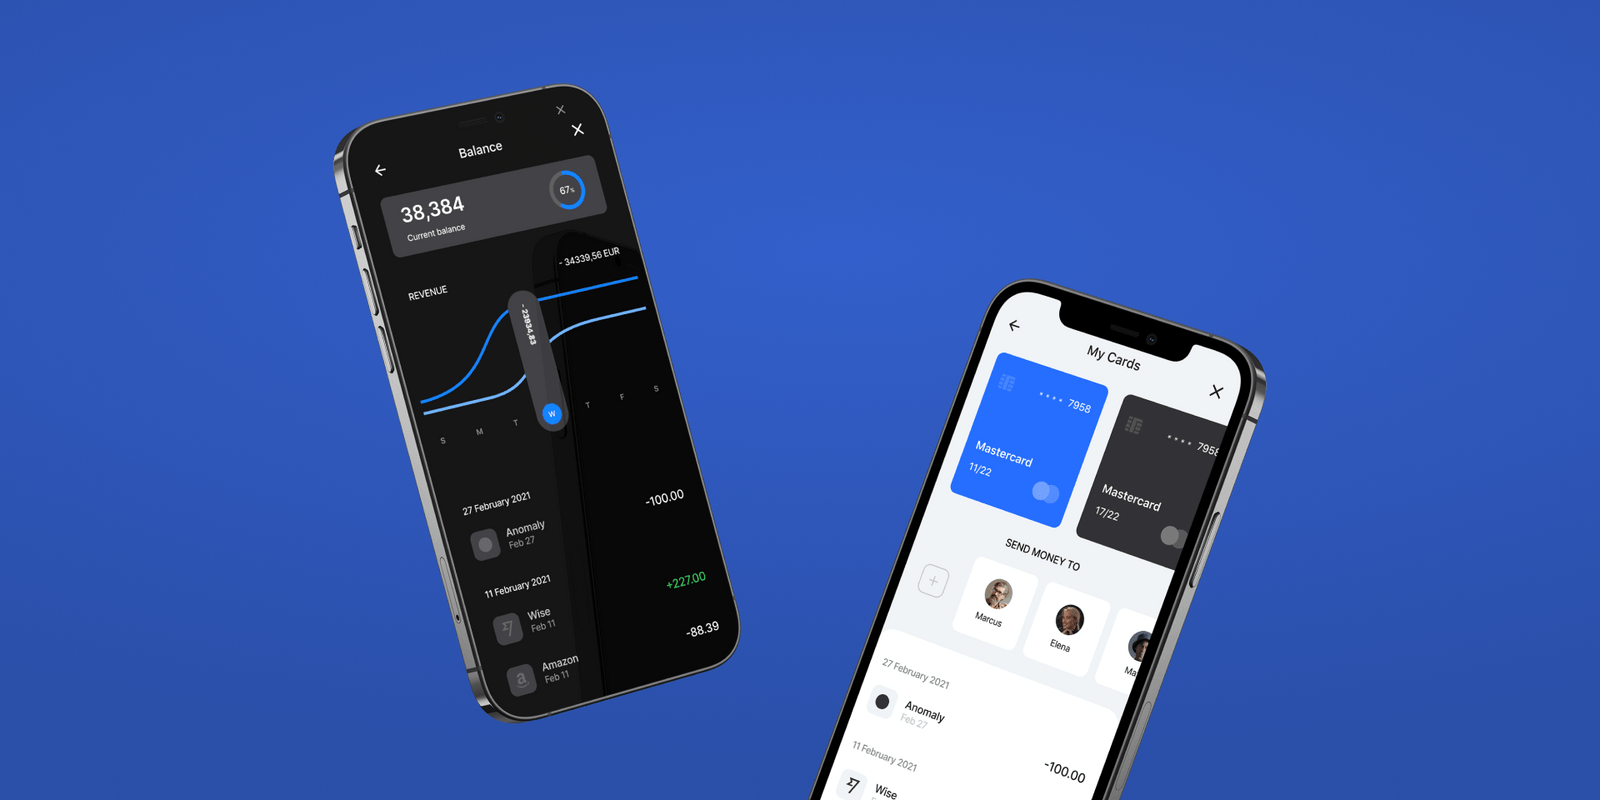 Balance
38,384
67%
Current balance
- 34339,56 EUR
REVENUE
- 23934,83
S M T W T F S
27 February 2021
Anomaly -100.00
Feb 27
11 February 2021
Wise +227.00
Feb 11
Amazon -88.39
Feb 11
My Cards
**** 7958
Mastercard
11/22
**** 7958
Mastercard
17/22
SEND MONEY TO
Marcus
Elena
Ma
27 February 2021
Anomaly
Feb 27
-100.00
11 February 2021
Wise